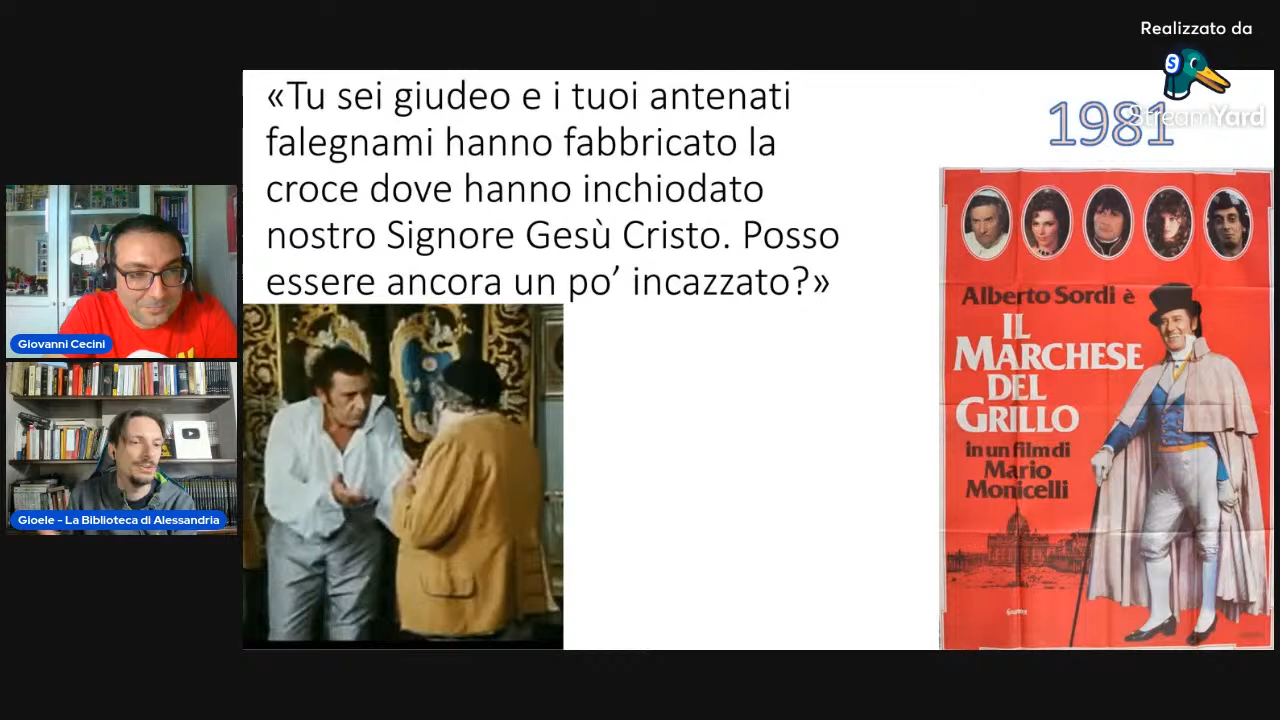 Realizzato da
S
StreamYard
«Tu sei giudeo e i tuoi antenati
falegnami hanno fabbricato la
croce dove hanno inchiodato
nostro Signore Gesù Cristo. Posso
essere ancora un po’ incazzato?»
1981
Alberto Sordi è
IL
MARCHESE
DEL
GRILLO
in un film di
Mario
Monicelli
Giovanni Cecini
Gioele - La Biblioteca di Alessandria